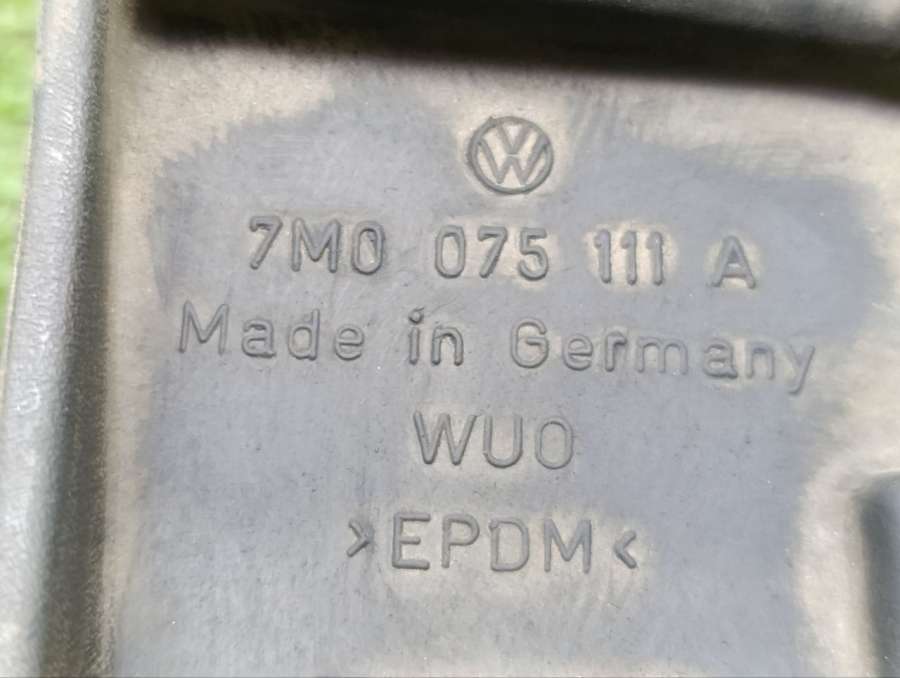 7M0 075 111 A
Made in Germany
WUO
>EPDM<